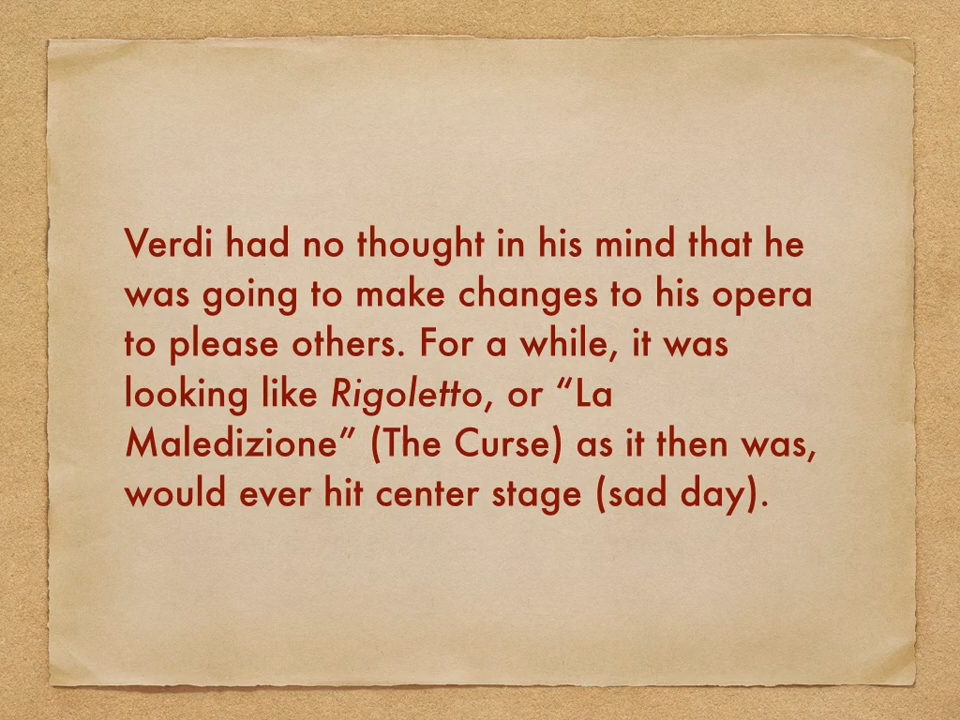 Verdi had no thought in his mind that he
was going to make changes to his opera
to please others. For a while, it was
looking like Rigoletto, or “La
Maledizione” (The Curse) as it then was,
would ever hit center stage (sad day).